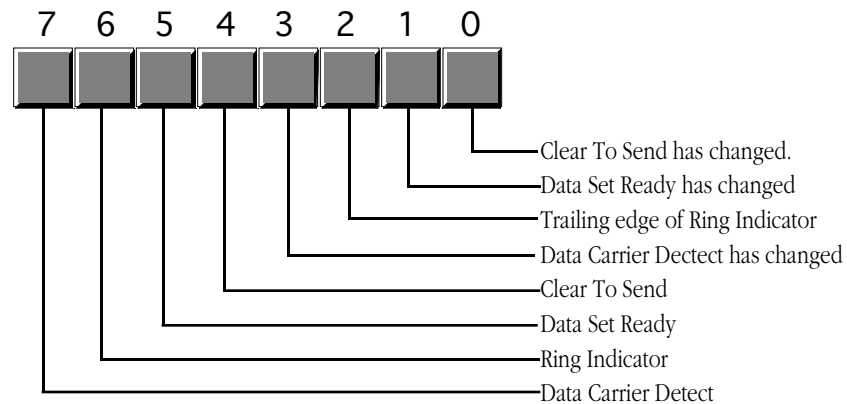 7 6 5 4 3 2 1 0
Clear To Send has changed.
Data Set Ready has changed
Trailing edge of Ring Indicator
Data Carrier Dectect has changed
Clear To Send
Data Set Ready
Ring Indicator
Data Carrier Detect